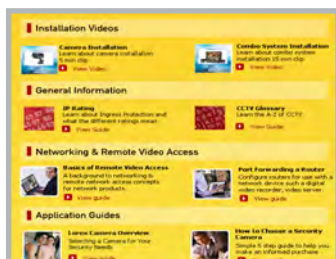 Installation Videos
Camera Installation
Learn about camera installation
5 min clip
View Video
Combo System Installation
Learn about combo system
installation 15 min clip
View Video
General Information
IP Rating
Learn about Ingress Protection and
what the different ratings mean
View Guide
CCTV Glossary
Learn the A-Z of CCTV
View Guide
Networking & Remote Video Access
Basics of Remote Video Access
A background to networking &
remote network access concepts
for network products.
View guide
Port Forwarding a Router
Configure routers for use with a
network device such a digital
video recorder, video server
View guide
Application Guides
Lorex Camera Overview
Selecting a Camera for Your
Security Needs
View Guide
How to Choose a Security
Camera
Simple 6 step guide to help you
make an informed purchase